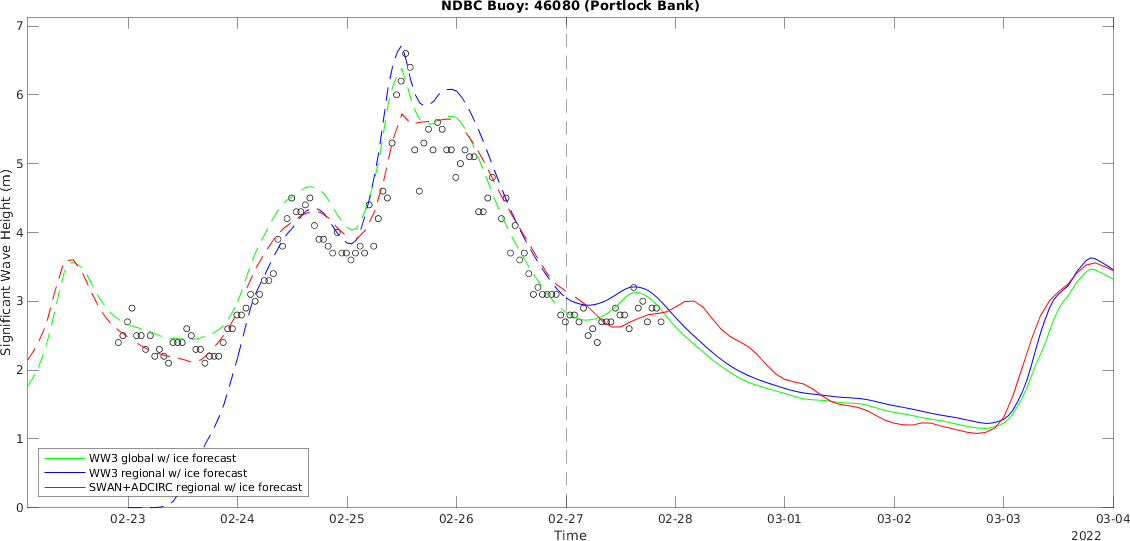 NDBC Buoy: 46080 (Portlock Bank)
7
6
5
4
3
2
1
0
Significant Wave Height (m)
WW3 global w/ ice forecast
WW3 regional w/ ice forecast
SWAN+ADCIRC regional w/ ice forecast
02-23 02-24 02-25 02-26 02-27 02-28 03-01 03-02 03-03 03-04
Time
2022